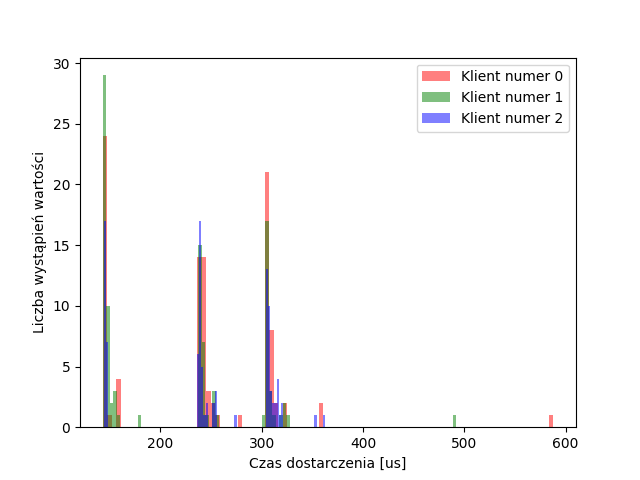 30
25
20
15
10
5
0
Liczba wystąpień wartości
Klient numer 0
Klient numer 1
Klient numer 2
200
300
400
500
600
Czas dostarczenia [us]